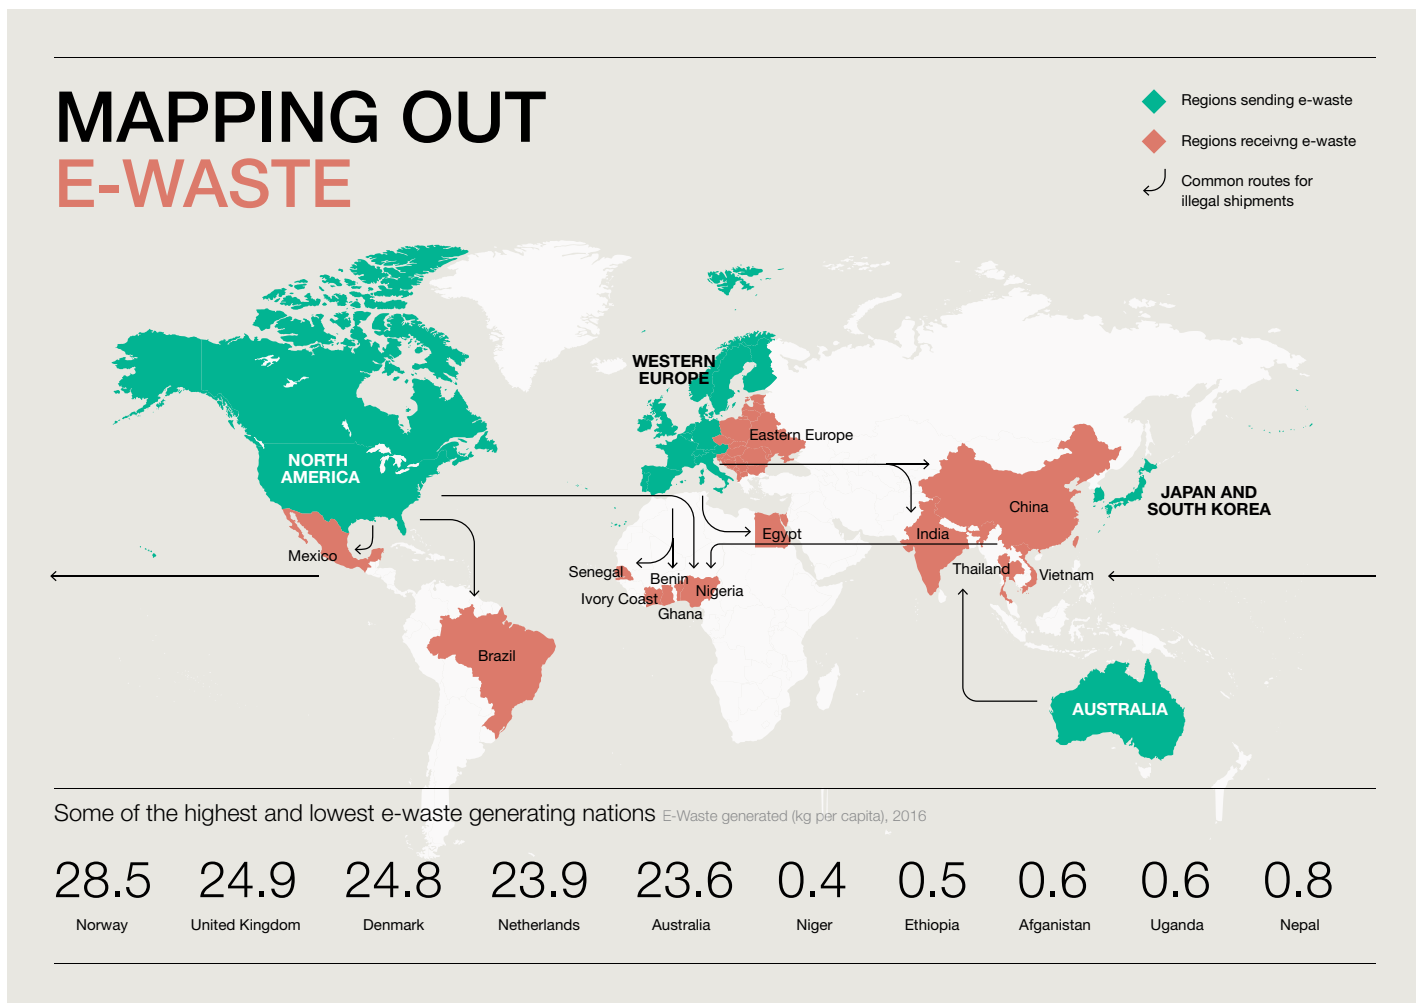 MAPPING OUT
E-WASTE
Regions sending e-waste
Regions receivng e-waste
Common routes for
illegal shipments
WESTERN
EUROPE
Eastern Europe
NORTH
AMERICA
JAPAN AND
SOUTH KOREA
China
Mexico
Egypt
India
Senegal
Benin
Thailand
Vietnam
Ivory Coast
Nigeria
Ghana
Brazil
AUSTRALIA
Some of the highest and lowest e-waste generating nations E-Waste generated (kg per capita), 2016
28.5 24.9 24.8 23.9 23.6 0.4 0.5 0.6 0.6 0.8
Norway United Kingdom Denmark Netherlands Australia Niger Ethiopia Afganistan Uganda Nepal